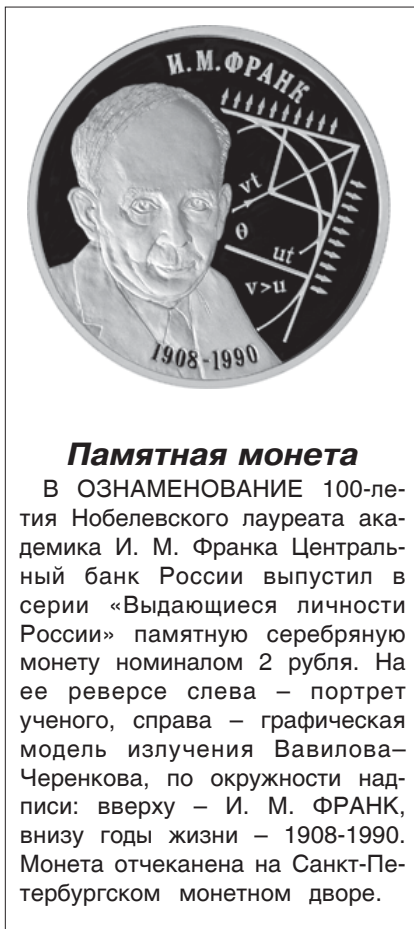 И. М. ФРАНК
vt
θ
ut
v>u
1908-1990
Памятная монета
В ОЗНАМЕНОВАНИЕ 100-ле-
тия Нобелевского лауреата ака-
демика И. М. Франка Централь-
ный банк России выпустил в
серии «Выдающиеся личности
России» памятную серебряную
монету номиналом 2 рубля. На
ее реверсе слева – портрет
ученого, справа – графическая
модель излучения Вавилова–
Черенкова, по окружности над-
писи: вверху – И. М. ФРАНК,
внизу годы жизни – 1908-1990.
Монета отчеканена на Санкт-Пе-
тербургском монетном дворе.